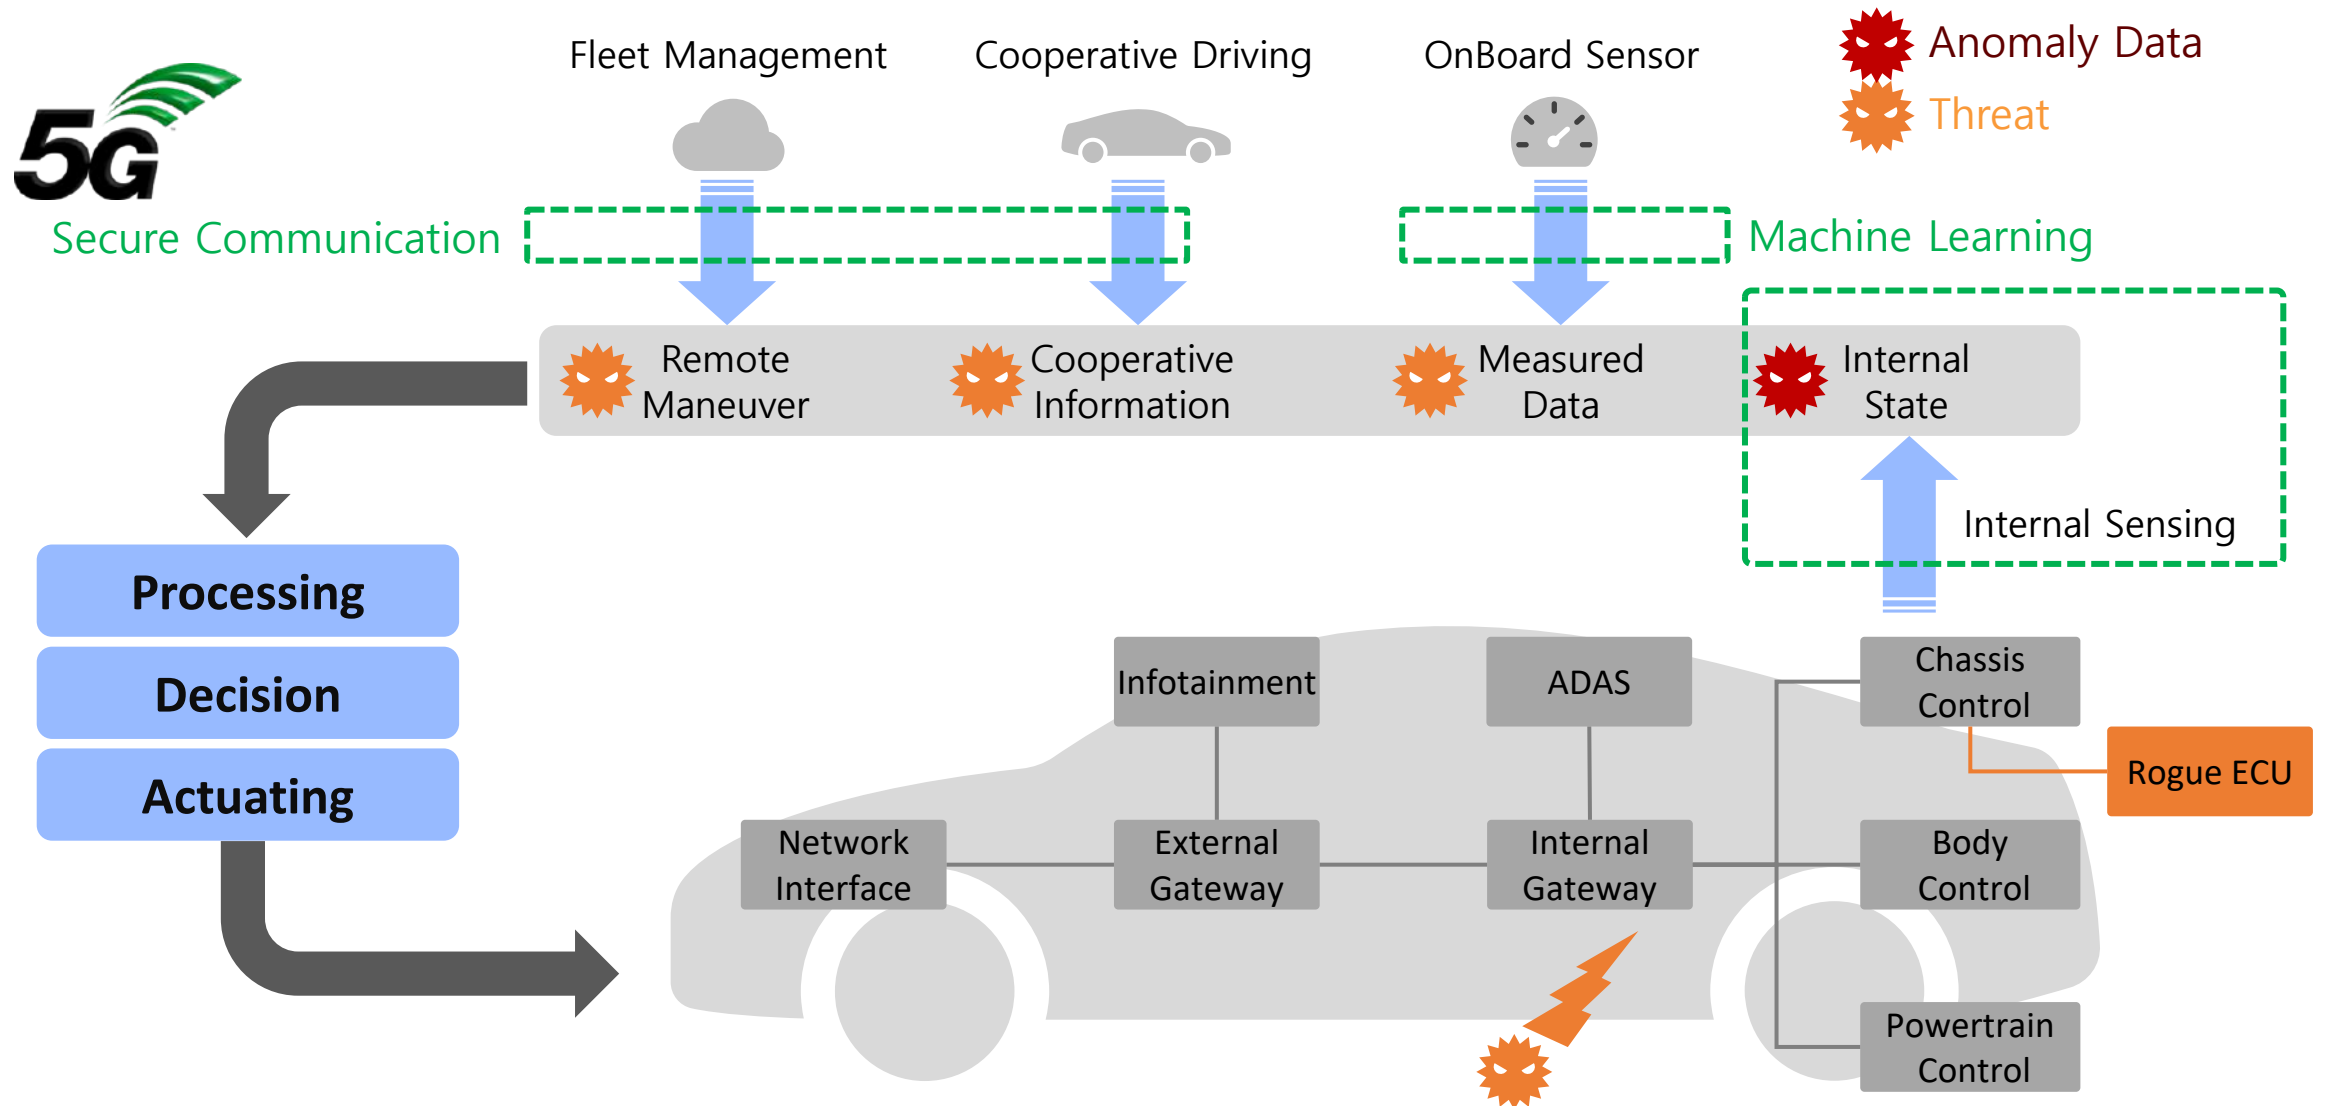 5G
Fleet Management
Cooperative Driving
OnBoard Sensor
Anomaly Data
Threat
Secure Communication
Machine Learning
Remote
Maneuver
Cooperative
Information
Measured
Data
Internal
State
Internal Sensing
Processing
Decision
Actuating
Infotainment
ADAS
Chassis
Control
Rogue ECU
Network
Interface
External
Gateway
Internal
Gateway
Body
Control
Powertrain
Control